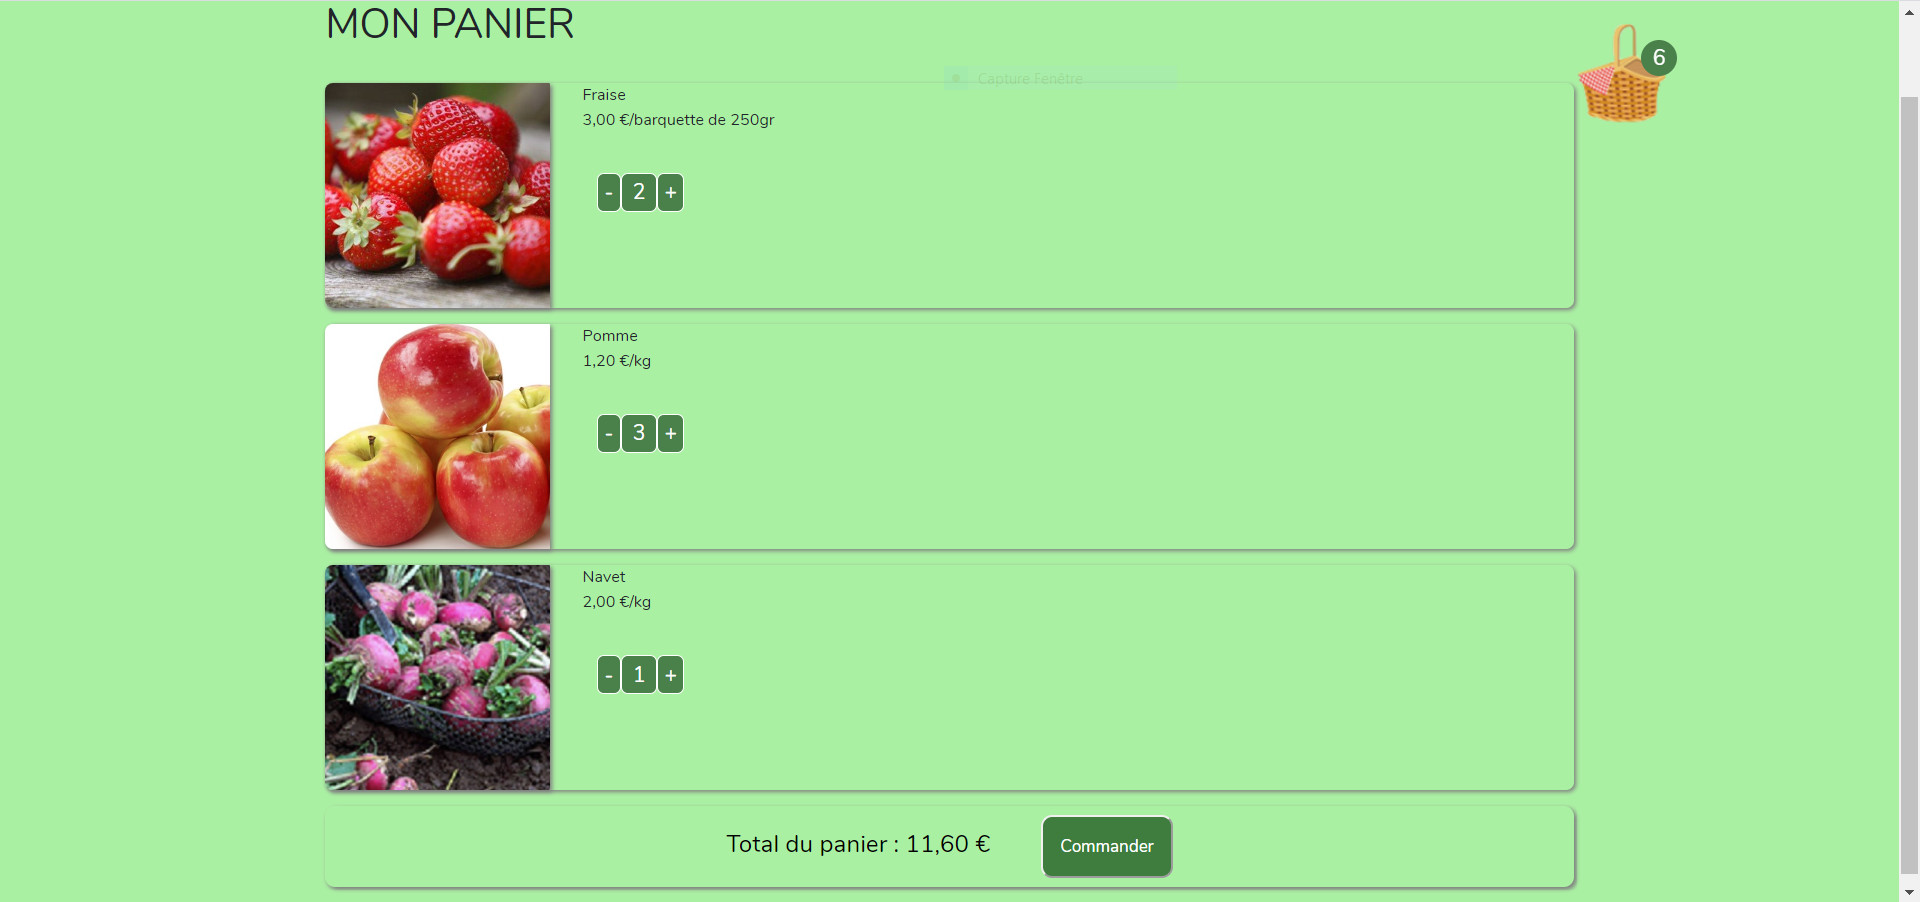 MON PANIER
6
Capture Fenêtre
Fraise
3,00 €/barquette de 250gr
- 2 +
Pomme
1,20 €/kg
- 3 +
Navet
2,00 €/kg
- 1 +
Total du panier : 11,60 €
Commander